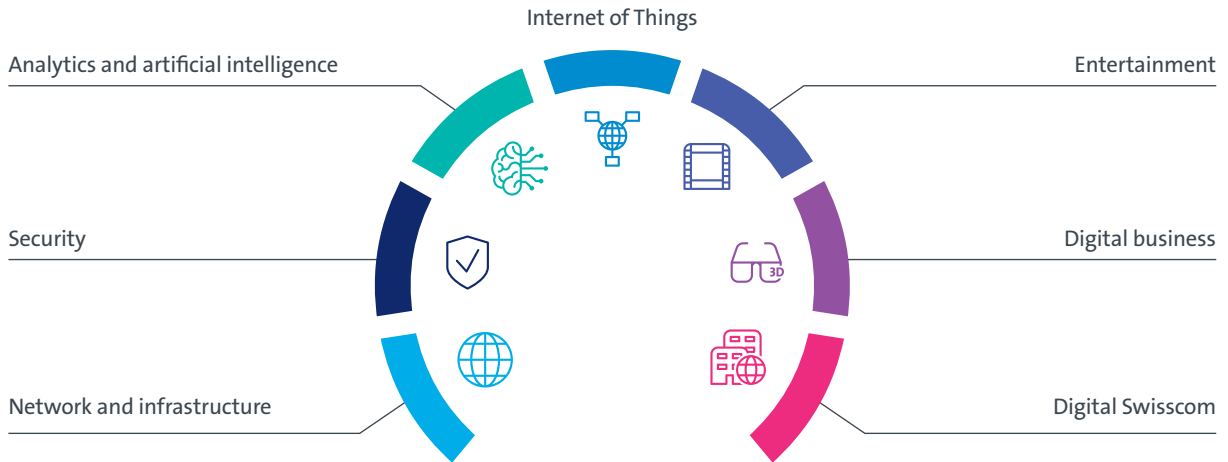 Internet of Things
Analytics and artificial intelligence
Entertainment
Security
Digital business
3D
Network and infrastructure
Digital Swisscom